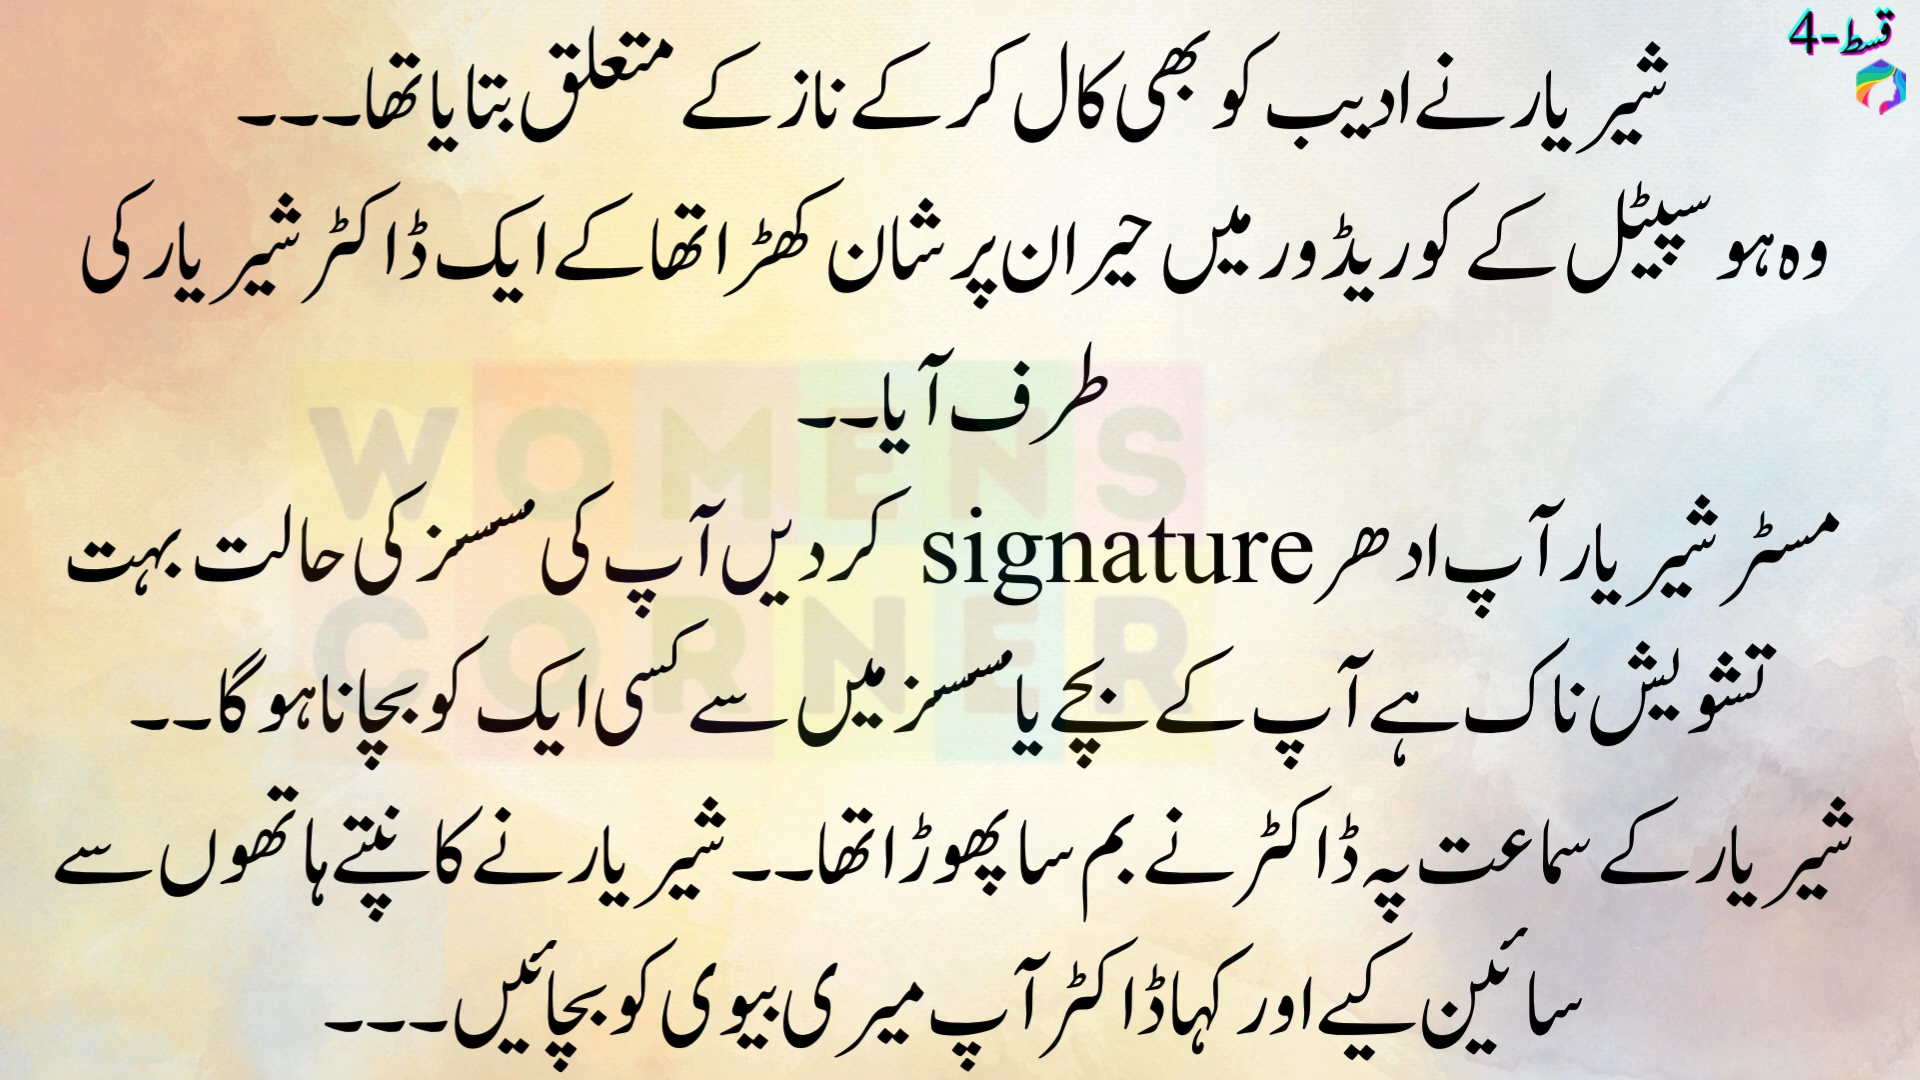 قسط-4
شیر یار نے ادیب کو بھی کال کر کے ناز کے متعلق بتایا تھا۔۔۔
وہ ہوسپیٹل کے کوریڈور میں حیران پرشان کھڑا تھا کے ایک ڈاکٹر شیر یار کی
طرف آیا۔۔
مسٹر شیر یار آپ ادھر signature کردیں آپ کی مسسز کی حالت بہت
تشویش ناک ہے آپ کے بچے یا مسسز میں سے کسی ایک کو بچانا ہو گا۔۔
شیر یار کے سماعت پہ ڈاکٹر نے بم سا پھوڑا تھا۔۔ شیر یار نے کانپتے ہاتھوں سے
سائین کیے اور کہا ڈاکٹر آپ میری بیوی کو بچائیں۔۔۔
WOMENS
CORNER